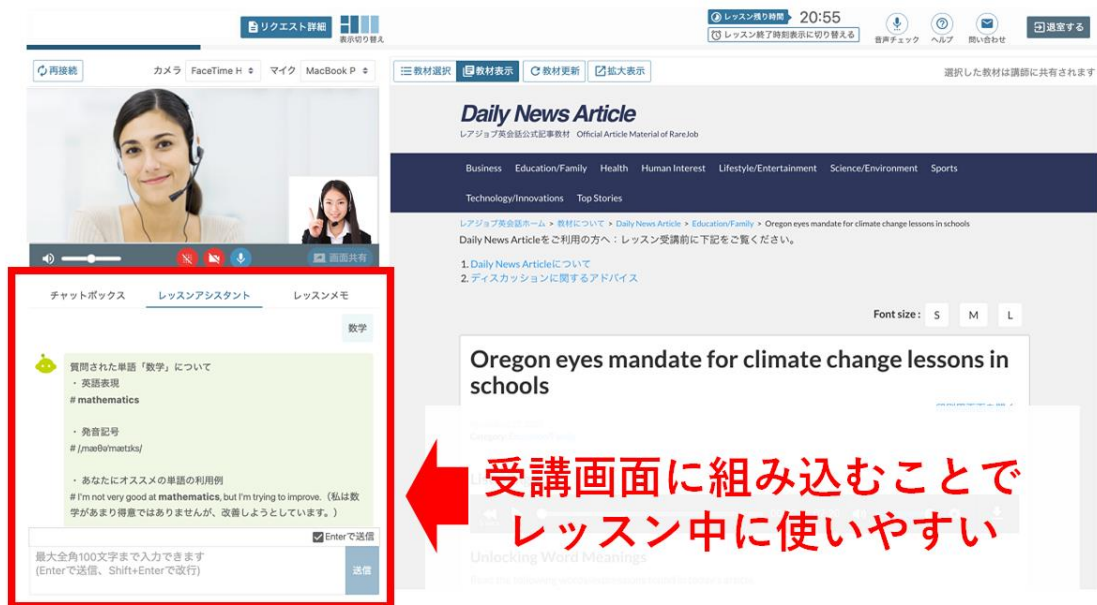 リクエスト詳細
表示切り替え
レッスン残り時間 20:55
レッスン終了時刻表示に切り替える
音声チェック
ヘルプ
問い合わせ
退室する
再接続
カメラ FaceTime H
マイク MacBook P
教材選択
教材表示
教材更新
拡大表示
選択した教材は講師に共有されます
画面共有
チャットボックス
レッスンアシスタント
レッスンメモ
数学
質問された単語「数学」について
・ 英語表現
# mathematics
・ 発音記号
# /ˌmæθəˈmætɪks/
・ あなたにオススメの単語の利用例
# I'm not very good at mathematics, but I'm trying to improve.（私は数
学があまり得意ではありませんが、改善しようとしています。）
Enterで送信
最大全角100文字まで入力できます
(Enterで送信、Shift+Enterで改行)
送信
Daily News Article
レアジョブ英会話公式記事教材 Official Article Material of RareJob
Business Education/Family Health Human Interest Lifestyle/Entertainment Science/Environment Sports
Technology/Innovations Top Stories
レアジョブ英会話ホーム > 教材について > Daily News Article > Education/Family > Oregon eyes mandate for climate change lessons in schools
Daily News Articleをご利用の方へ：レッスン受講前に下記をご覧ください。
1. Daily News Articleについて
2. ディスカッションに関するアドバイス
Font size : S M L
Oregon eyes mandate for climate change lessons in
schools
受講画面に組み込むことで
レッスン中に使いやすい
Unlocking Word Meanings